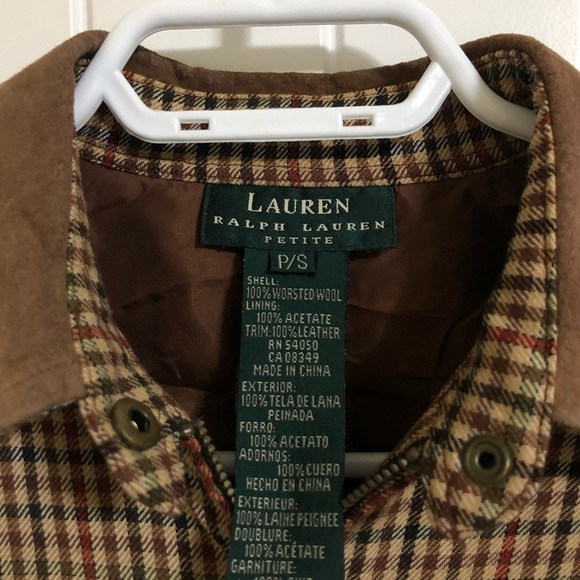 LAUREN
RALPH LAUREN
PETITE
P/S
SHELL:
100% WORSTED WOOL
LINING:
100% ACETATE
TRIM: 100% LEATHER
RN 54050
CA 08349
MADE IN CHINA
EXTERIOR:
100% TELA DE LANA
PEINADA
FORRO:
100% ACETATO
ADORNOS:
100% CUERO
HECHO EN CHINA
EXTERIEUR:
100% LAINE PEIGNEE
DOUBLURE:
100% ACÉTATE
GARNITURE: